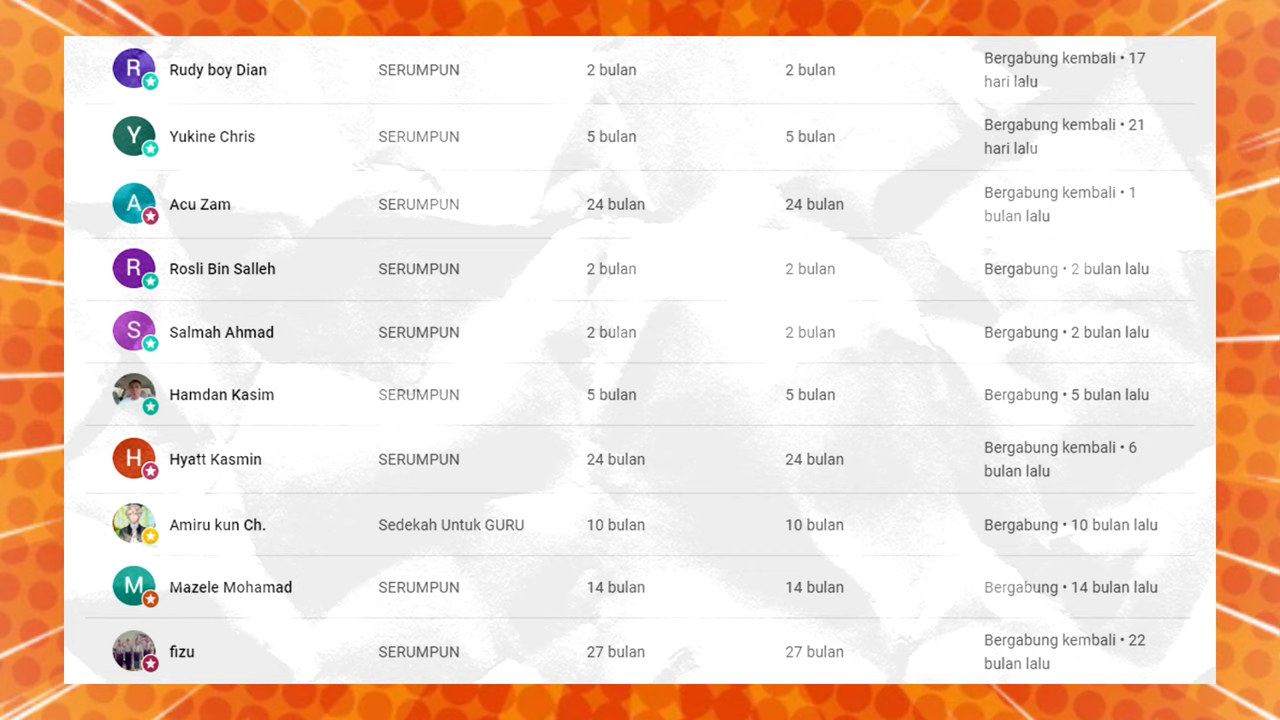 R Rudy boy Dian SERUMPUN 2 bulan 2 bulan Bergabung kembali • 17
hari lalu
Y Yukine Chris SERUMPUN 5 bulan 5 bulan Bergabung kembali • 21
hari lalu
A Acu Zam SERUMPUN 24 bulan 24 bulan Bergabung kembali • 1
bulan lalu
R Rosli Bin Salleh SERUMPUN 2 bulan 2 bulan Bergabung • 2 bulan lalu
S Salmah Ahmad SERUMPUN 2 bulan 2 bulan Bergabung • 2 bulan lalu
Hamdan Kasim SERUMPUN 5 bulan 5 bulan Bergabung • 5 bulan lalu
H Hyatt Kasmin SERUMPUN 24 bulan 24 bulan Bergabung kembali • 6
bulan lalu
Amiru kun Ch. Sedekah Untuk GURU 10 bulan 10 bulan Bergabung • 10 bulan lalu
M Mazele Mohamad SERUMPUN 14 bulan 14 bulan Bergabung • 14 bulan lalu
fizu SERUMPUN 27 bulan 27 bulan Bergabung kembali • 22
bulan lalu